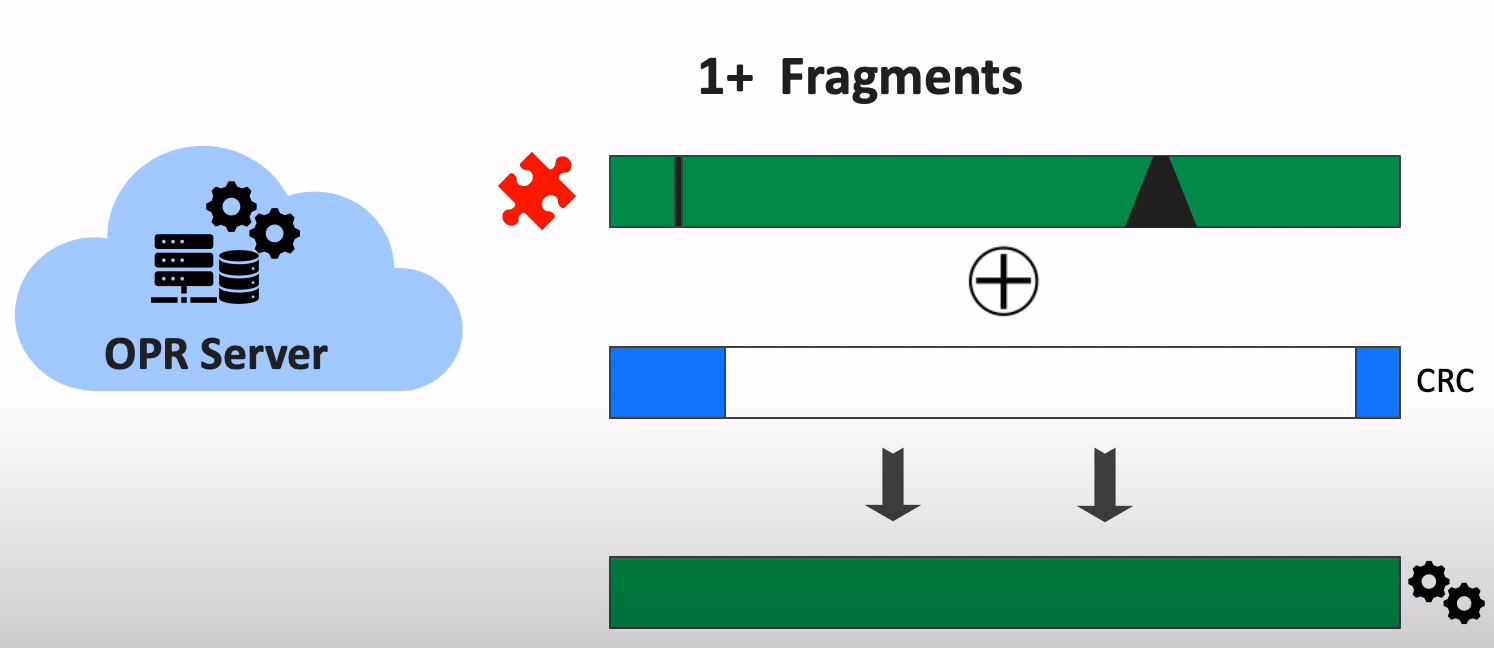 1+ Fragments
OPR Server
CRC